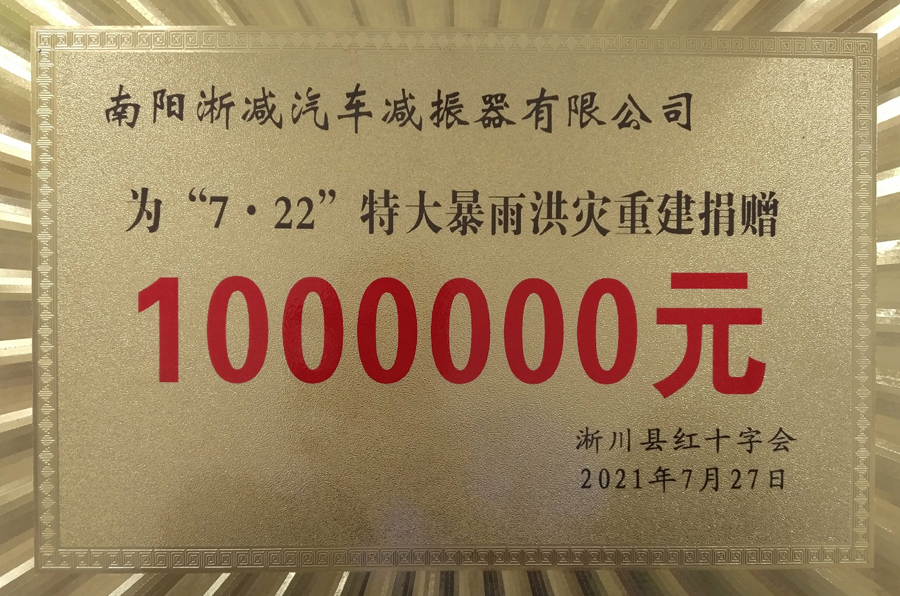 南阳淅减汽车减振器有限公司
为“7·22”特大暴雨洪灾重建捐赠
1000000元
淅川县红十字会
2021年7月27日